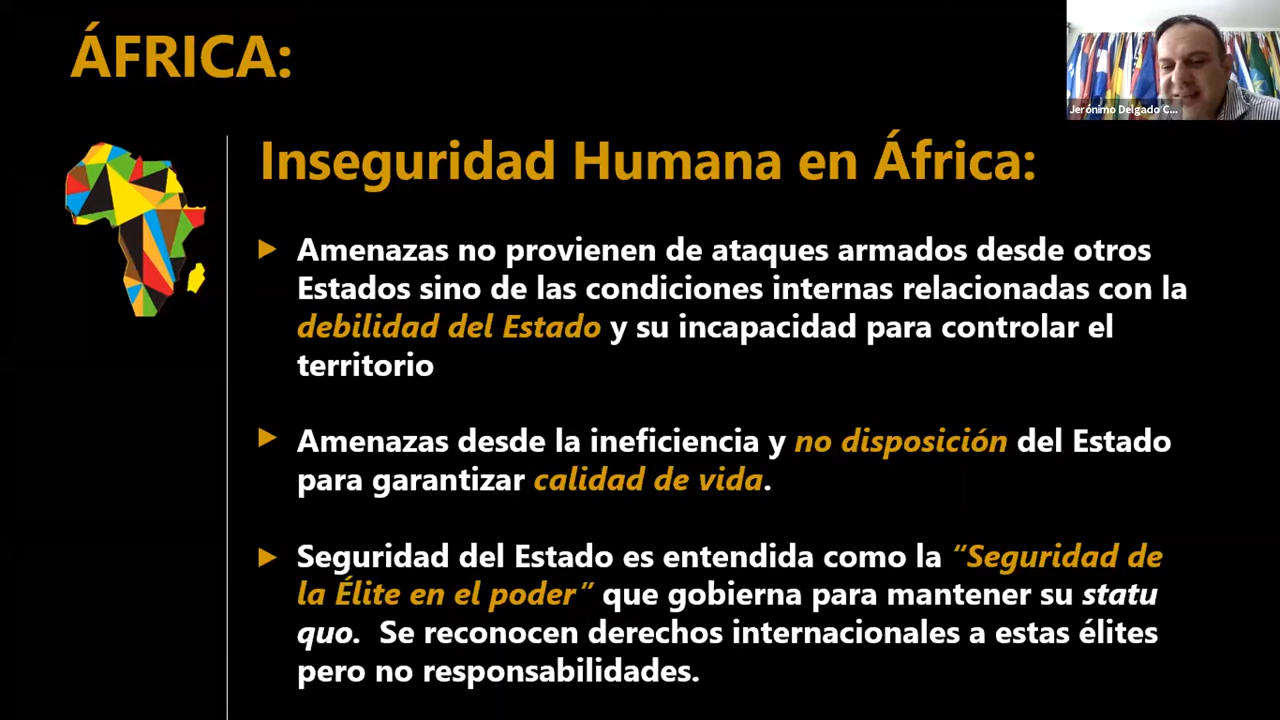 ÁFRICA:
Jerónimo Delgado C...
Inseguridad Humana en África:
Amenazas no provienen de ataques armados desde otros
Estados sino de las condiciones internas relacionadas con la
debilidad del Estado y su incapacidad para controlar el
territorio
Amenazas desde la ineficiencia y no disposición del Estado
para garantizar calidad de vida.
Seguridad del Estado es entendida como la “Seguridad de
la Élite en el poder” que gobierna para mantener su statu
quo. Se reconocen derechos internacionales a estas élites
pero no responsabilidades.